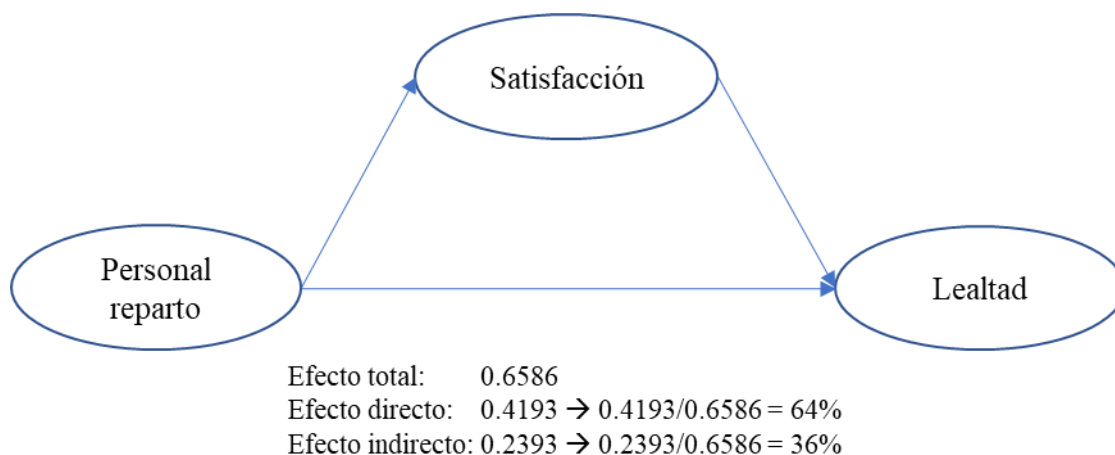 Satisfacción
Personal
reparto
Lealtad
Efecto total: 0.6586
Efecto directo: 0.4193 → 0.4193/0.6586 = 64%
Efecto indirecto: 0.2393 → 0.2393/0.6586 = 36%